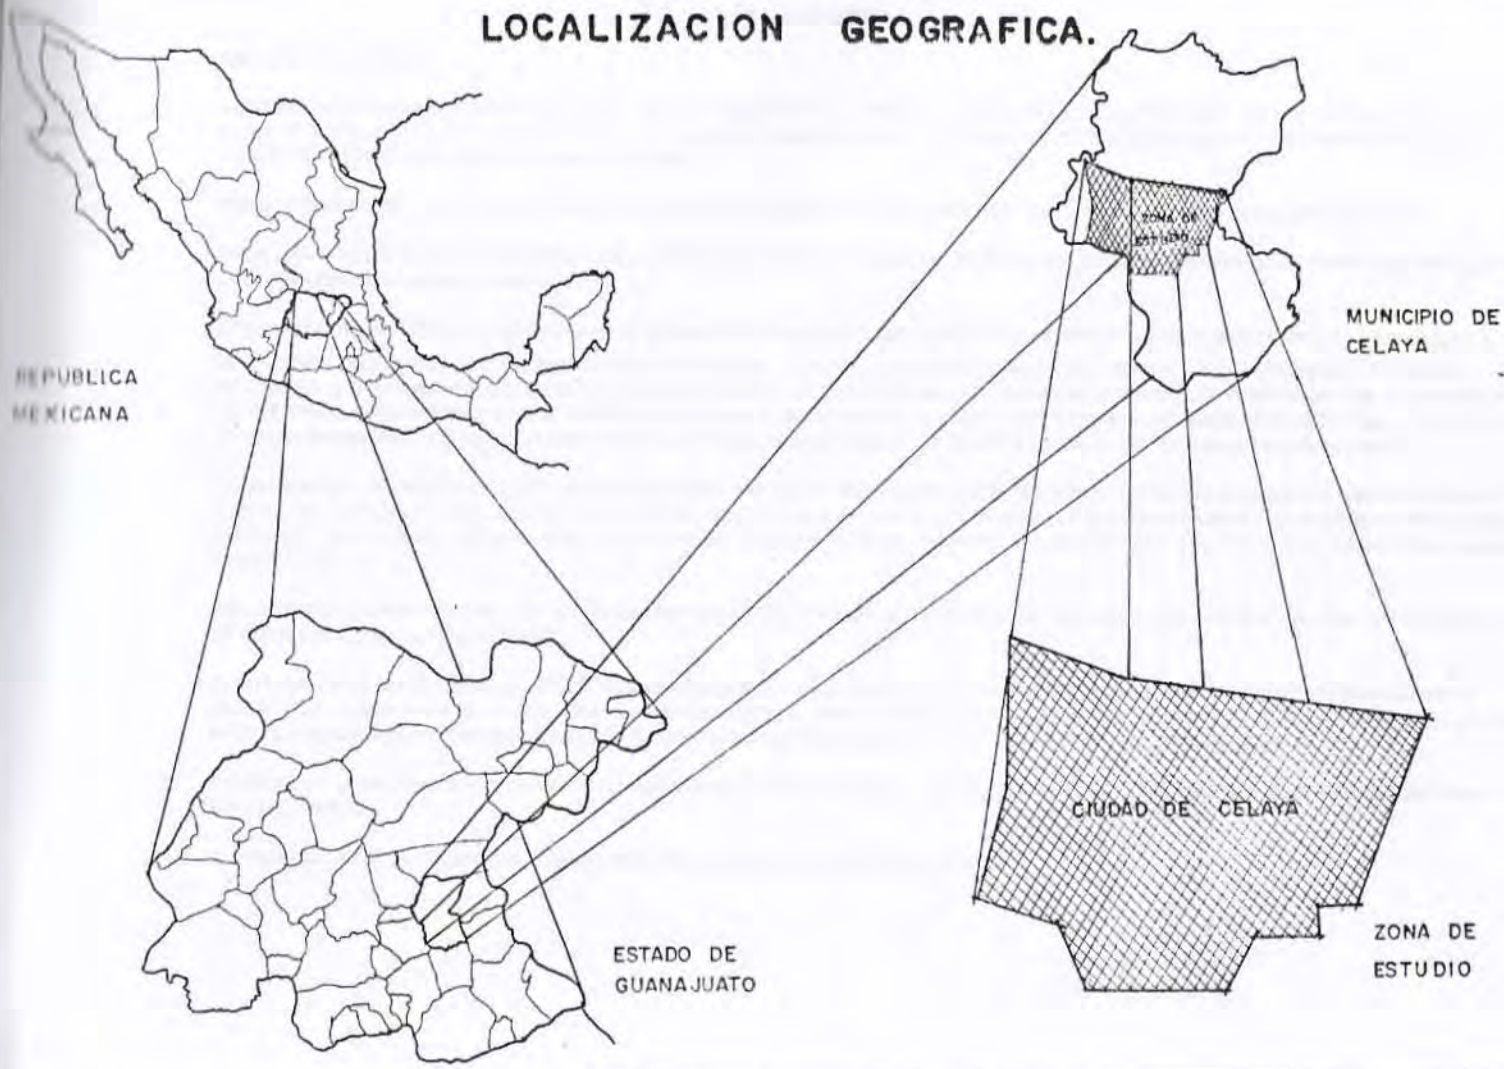 LOCALIZACION GEOGRAFICA.
REPUBLICA
MEXICANA
ZONA DE
ESTUDIO
MUNICIPIO DE
CELAYA
CIUDAD DE CELAYA
ESTADO DE
GUANAJUATO
ZONA DE
ESTUDIO